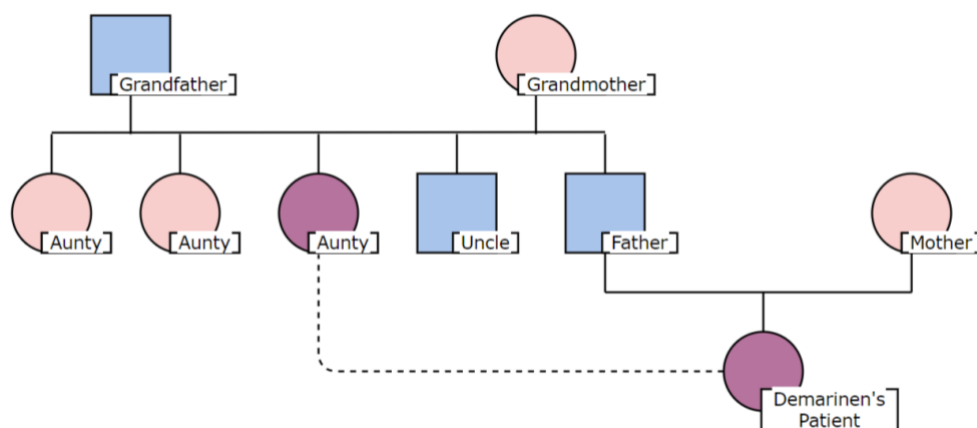 Grandfather
Grandmother
Aunty
Aunty
Aunty
Uncle
Father
Mother
Demarinen's
Patient